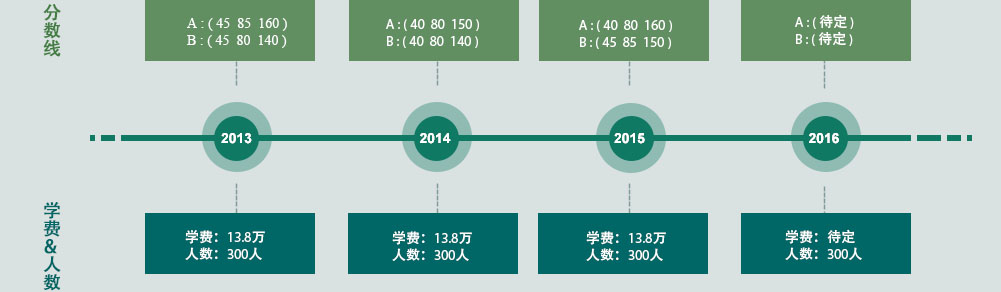 分数线
A:(45 85 160)
B:(45 80 140)
A:(40 80 150)
B:(40 80 140)
A:(40 80 160)
B:(45 85 150)
A:(待定)
B:(待定)
2013
2014
2015
2016
学费&人数
学费：13.8万
人数：300人
学费：13.8万
人数：300人
学费：13.8万
人数：300人
学费：待定
人数：300人